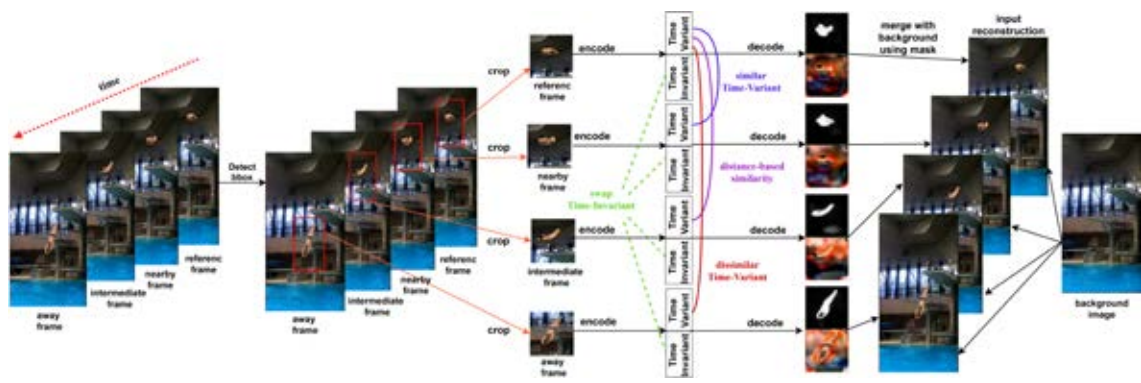 time
away
frame
intermediate
frame
nearby
frame
referenc
frame
Detect
bbox
away
frame
intermediate
frame
nearby
frame
referenc
frame
crop
crop
crop
crop
referenc
frame
nearby
frame
intermediate
frame
away
frame
encode
encode
encode
encode
swap
Time-Invariant
Time
Variant
Time
Invariant
Time
Variant
Time
Invariant
Time
Variant
Time
Invariant
Time
Variant
Time
Invariant
similar
Time-Variant
distance-based
similarity
dissimilar
Time-Variant
decode
decode
decode
decode
merge with
background
using mask
input
reconstruction
background
image